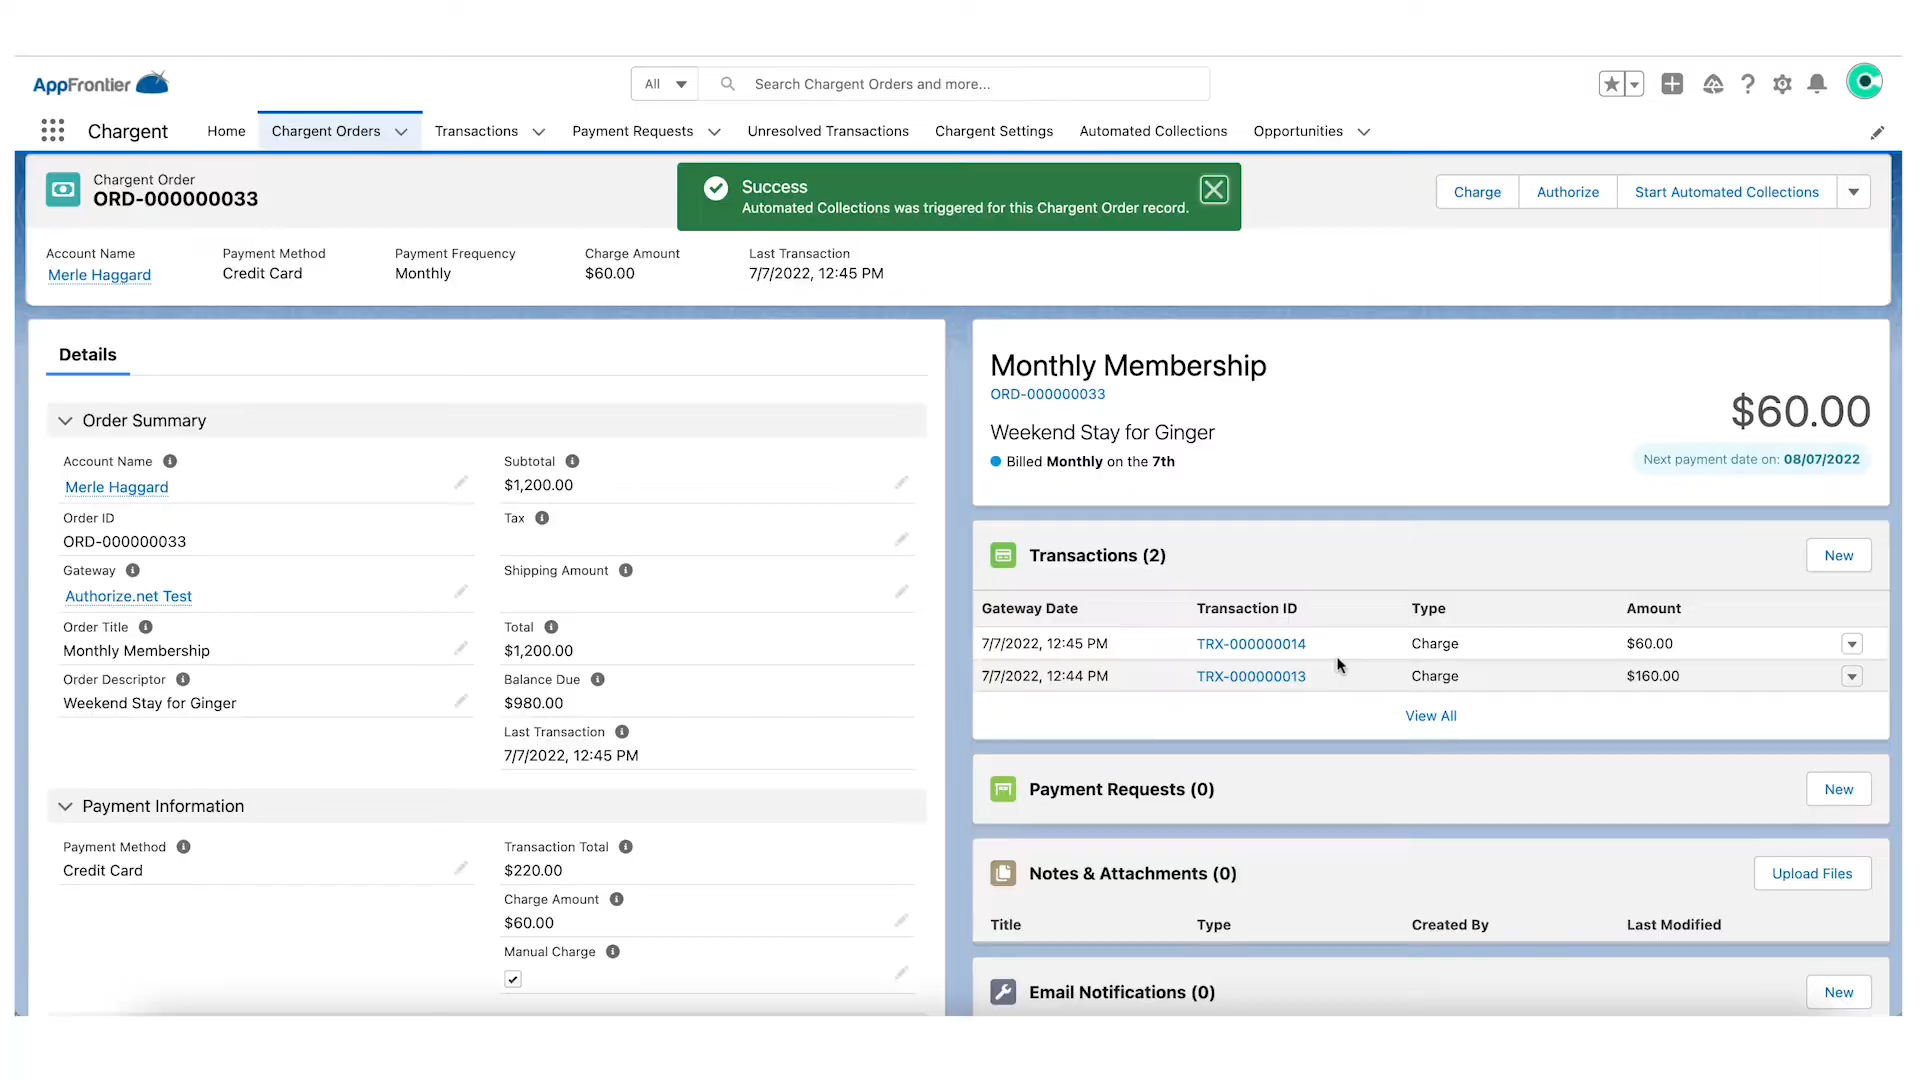 AppFrontier
All
Search Chargent Orders and more...
Chargent
Home
Chargent Orders
Transactions
Payment Requests
Unresolved Transactions
Chargent Settings
Automated Collections
Opportunities
Chargent Order
ORD-000000033
Success
Automated Collections was triggered for this Chargent Order record.
Charge
Authorize
Start Automated Collections
Account Name
Merle Haggard
Payment Method
Credit Card
Payment Frequency
Monthly
Charge Amount
$60.00
Last Transaction
7/7/2022, 12:45 PM
Details
Order Summary
Account Name
Merle Haggard
Order ID
ORD-000000033
Gateway
Authorize.net Test
Order Title
Monthly Membership
Order Descriptor
Weekend Stay for Ginger
Subtotal
$1,200.00
Tax
Shipping Amount
Total
$1,200.00
Balance Due
$980.00
Last Transaction
7/7/2022, 12:45 PM
Payment Information
Payment Method
Credit Card
Transaction Total
$220.00
Charge Amount
$60.00
Manual Charge
Monthly Membership
ORD-000000033
Weekend Stay for Ginger
Billed Monthly on the 7th
$60.00
Next payment date on: 08/07/2022
Transactions (2)
New
Gateway Date Transaction ID Type Amount
7/7/2022, 12:45 PM TRX-000000014 Charge $60.00
7/7/2022, 12:44 PM TRX-000000013 Charge $160.00
View All
Payment Requests (0)
New
Notes & Attachments (0)
Upload Files
Title Type Created By Last Modified
Email Notifications (0)
New